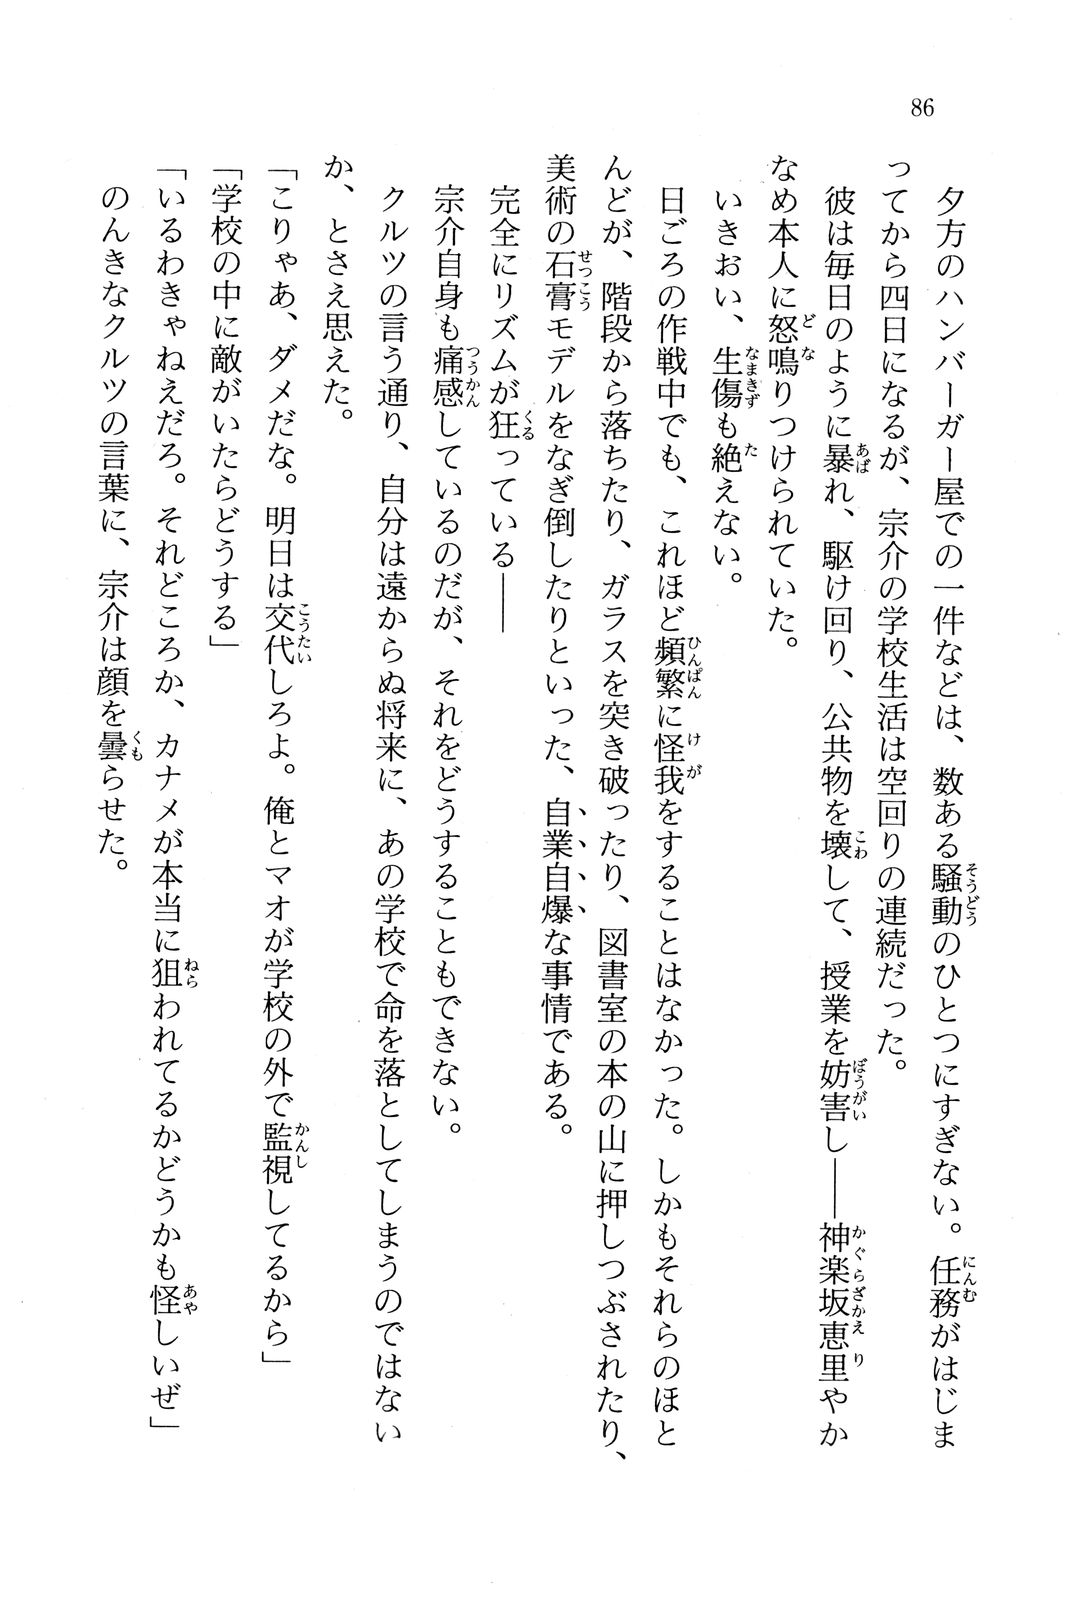 86
夕方のハンバーガー屋での一件などは、数ある騒動のひとつにすぎない。任務がはじま
ってから四日になるが、宗介の学校生活は空回りの連続だった。
彼は毎日のように暴れ、駆け回り、公共物を壊して、授業を妨害し――神楽坂恵里やか
なめ本人に怒鳴りつけられていた。
いきおい、生傷も絶えない。
日ごろの作戦中でも、これほど頻繁に怪我をすることはなかった。しかもそれらのほと
んどが、階段から落ちたり、ガラスを突き破ったり、図書室の本の山に押しつぶされたり、
美術の石膏モデルをなぎ倒したりといった、自業自爆な事情である。
完全にリズムが狂っている――
宗介自身も痛感しているのだが、それをどうすることもできない。
クルツの言う通り、自分は遠からぬ将来に、あの学校で命を落としてしまうのではない
か、とさえ思えた。
「こりゃあ、ダメだな。明日は交代しろよ。俺とマオが学校の外で監視してるから」
「学校の中に敵がいたらどうする」
「いるわきゃねえだろ。それどころか、カナメが本当に狙われてるかどうかも怪しいぜ」
のんきなクルツの言葉に、宗介は顔を曇らせた。